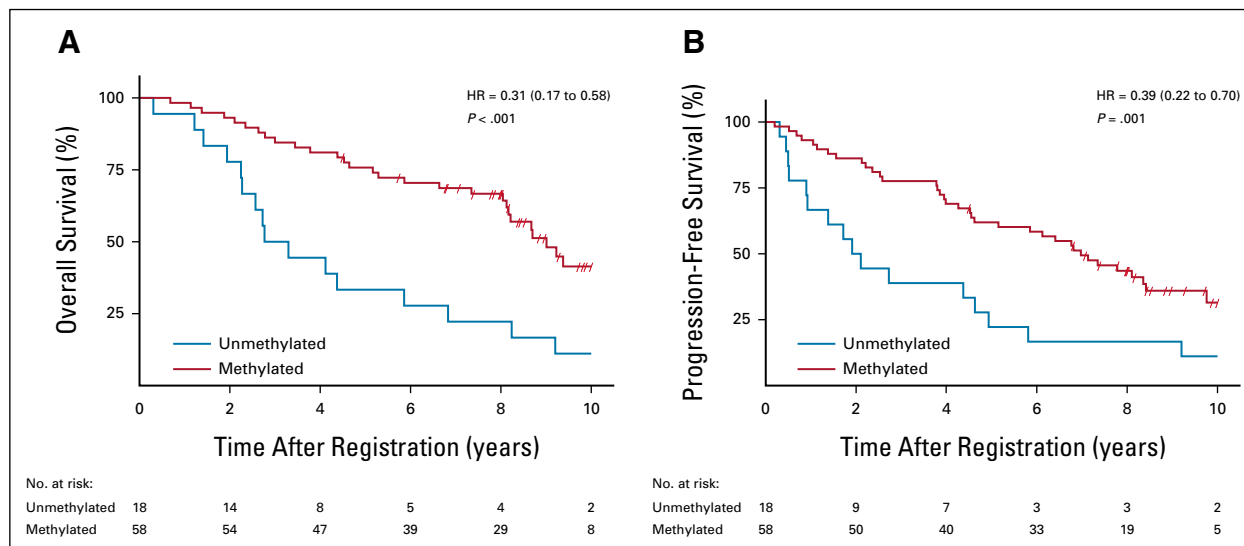 A
HR = 0.31 (0.17 to 0.58)
P < .001
Overall Survival (%)
100
75
50
25
Unmethylated
Methylated
0 2 4 6 8 10
Time After Registration (years)
No. at risk:
Unmethylated 18 14 8 5 4 2
Methylated 58 54 47 39 29 8
B
HR = 0.39 (0.22 to 0.70)
P = .001
Progression-Free Survival (%)
100
75
50
25
Unmethylated
Methylated
0 2 4 6 8 10
Time After Registration (years)
No. at risk:
Unmethylated 18 9 7 3 3 2
Methylated 58 50 40 33 19 5